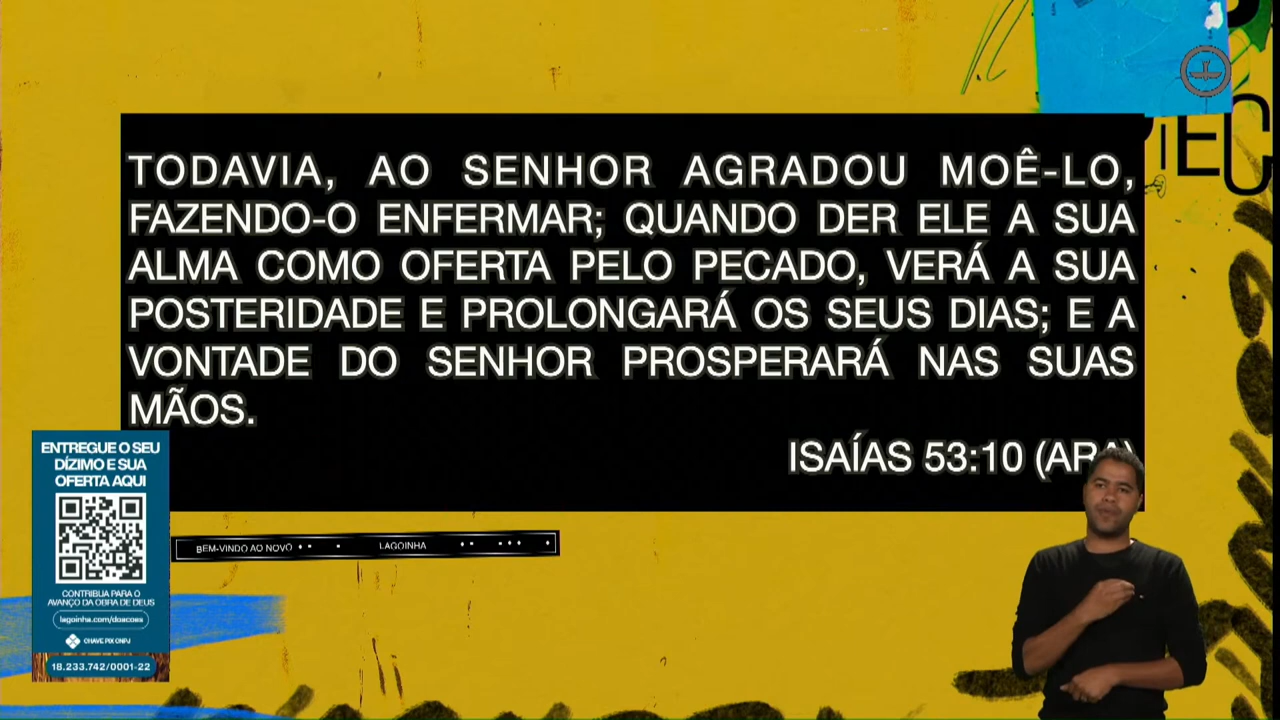 TODAVIA, AO SENHOR AGRADOU MOÊ-LO,
FAZENDO-O ENFERMAR; QUANDO DER ELE A SUA
ALMA COMO OFERTA PELO PECADO, VERÁ A SUA
POSTERIDADE E PROLONGARÁ OS SEUS DIAS; E A
VONTADE DO SENHOR PROSPERARÁ NAS SUAS
MÃOS.
ISAÍAS 53:10 (ARA)
ENTREGUE O SEU
DÍZIMO E SUA
OFERTA AQUI
CONTRIBUA PARA O
AVANÇO DA OBRA DE DEUS
lagoinha.com/doacoes
CHAVE PIX CNPJ
18.233.742/0001-22
BEM-VINDO AO NOVO
LAGOINHA